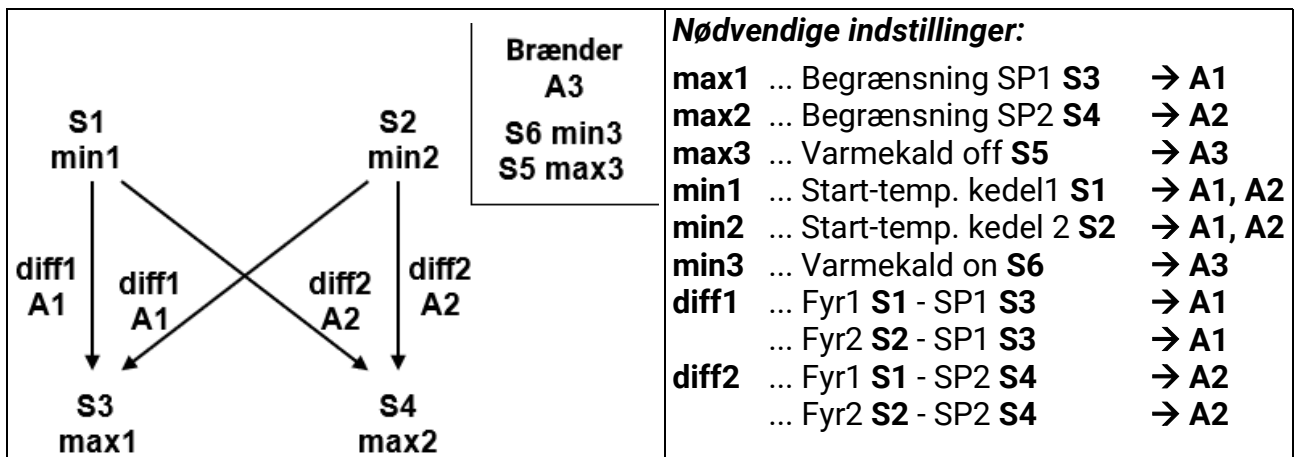 Brænder
A3
S6 min3
S5 max3
S1
min1
S2
min2
diff1
A1
diff1
A1
diff2
A2
diff2
A2
S3
max1
S4
max2
Nødvendige indstillinger:
max1 ... Begrænsning SP1 S3 → A1
max2 ... Begrænsning SP2 S4 → A2
max3 ... Varmekald off S5 → A3
min1 ... Start-temp. kedel1 S1 → A1, A2
min2 ... Start-temp. kedel 2 S2 → A1, A2
min3 ... Varmekald on S6 → A3
diff1 ... Fyr1 S1 - SP1 S3 → A1
... Fyr2 S2 - SP1 S3 → A1
diff2 ... Fyr1 S1 - SP2 S4 → A2
... Fyr2 S2 - SP2 S4 → A2